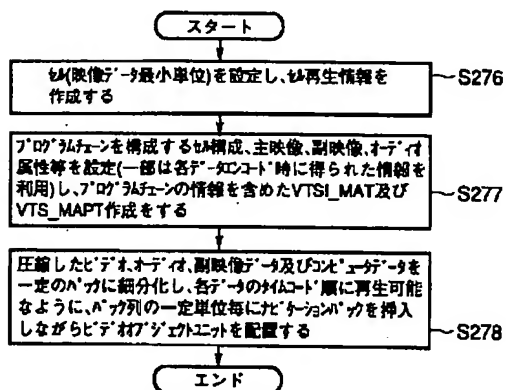 スタート
ｾﾙ(映像ﾃﾞｰﾀ最小単位)を設定し、ｾﾙ再生情報を
作成する
S276
ﾌﾟﾛｸﾞﾗﾑﾁｪｰﾝを構成するｾﾙ構成、主映像、副映像、ｵｰﾃﾞｨｵ
属性等を設定(一部は各ﾃﾞｰﾀｴﾝｺｰﾄﾞ時に得られた情報を
利用)し、ﾌﾟﾛｸﾞﾗﾑﾁｪｰﾝの情報を含めたVTSI_MAT及び
VTS_MAPT作成をする
S277
圧縮したﾋﾞﾃﾞｵ、ｵｰﾃﾞｨｵ、副映像ﾃﾞｰﾀ及びｺﾝﾋﾟｭｰﾀﾃﾞｰﾀを
一定のﾊﾟｯｸに細分化し、各ﾃﾞｰﾀのﾀｲﾑｺｰﾄﾞ順に再生可能
なように、ﾊﾟｯｸ列の一定単位毎にﾅﾋﾞｹﾞｰｼｮﾝﾊﾟｯｸを挿入
しながらﾋﾞﾃﾞｵｵﾌﾞｼﾞｪｸﾄﾕﾆｯﾄを配置する
S278
エンド